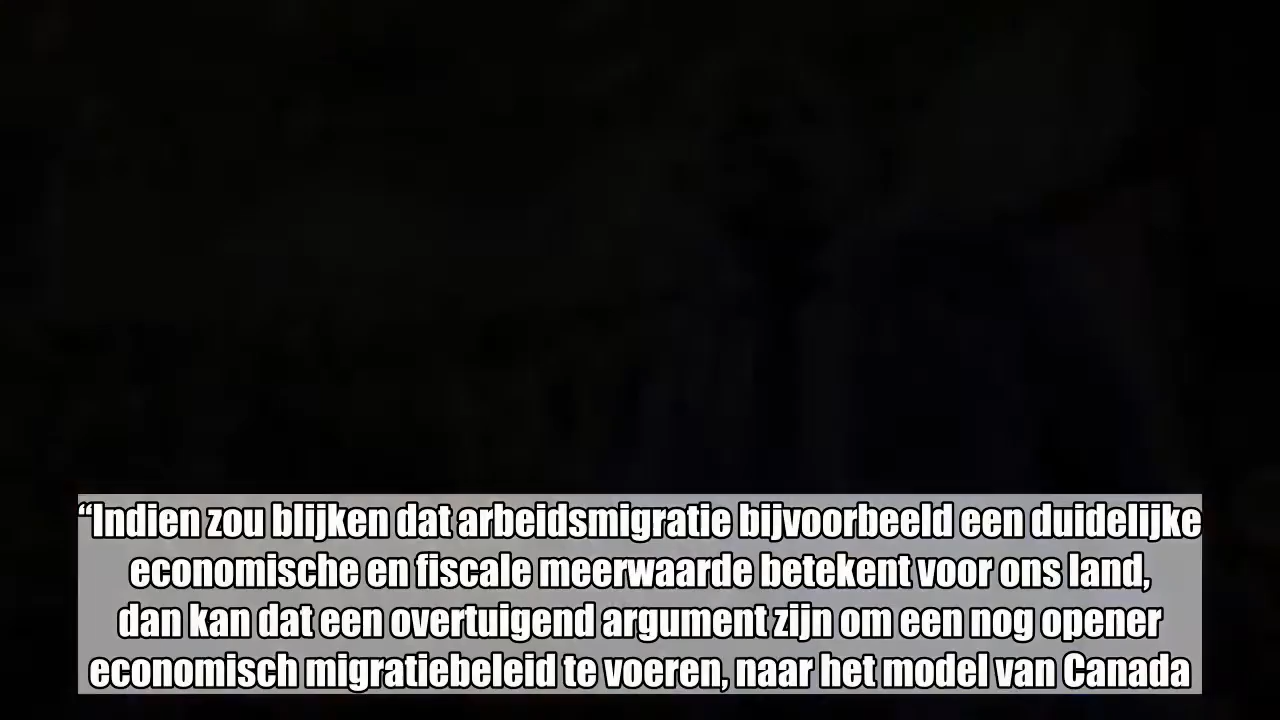 “Indien zou blijken dat arbeidsmigratie bijvoorbeeld een duidelijke
economische en fiscale meerwaarde betekent voor ons land,
dan kan dat een overtuigend argument zijn om een nog opener
economisch migratiebeleid te voeren, naar het model van Canada